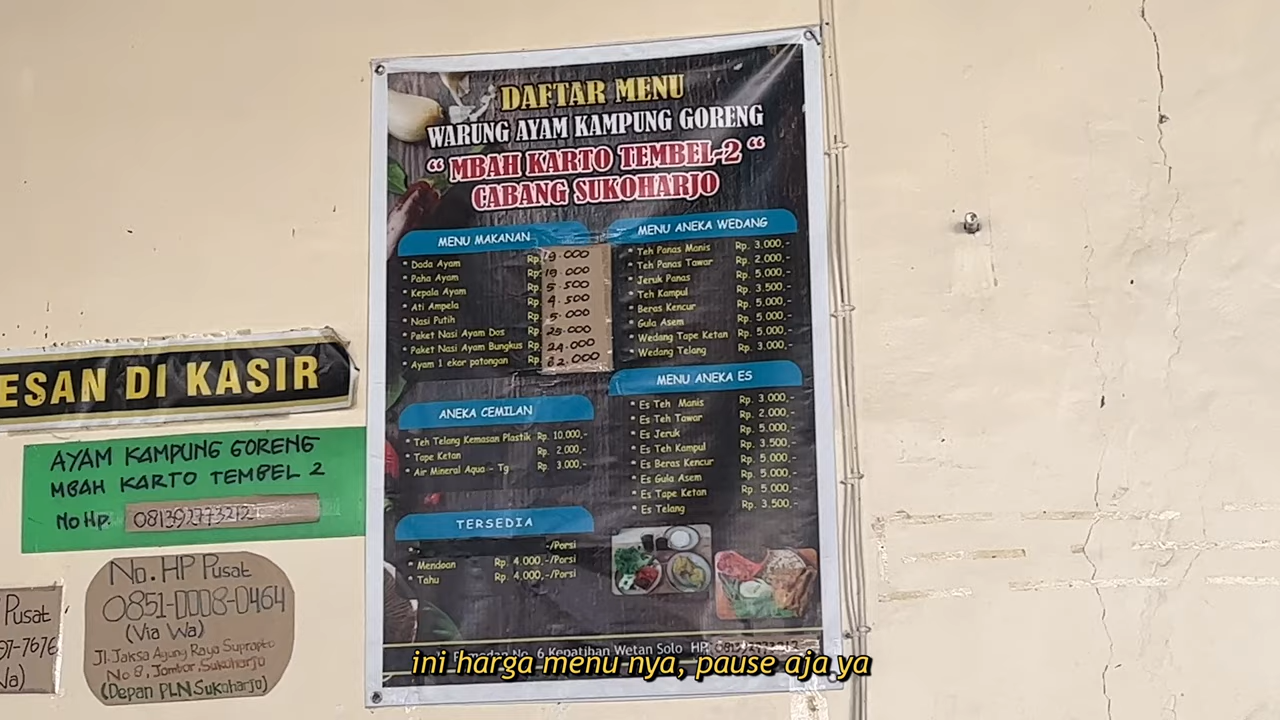 DAFTAR MENU
WARUNG AYAM KAMPUNG GORENG
“ MBAH KARTO TEMBEL-2 “
CABANG SUKOHARJO
MENU MAKANAN
* Dada Ayam Rp. 19.000
* Paha Ayam Rp. 19.000
* Kepala Ayam Rp. 5.500
* Ati Ampela Rp. 4.500
* Nasi Putih Rp. 5.000
* Paket Nasi Ayam Dos Rp. 25.000
* Paket Nasi Ayam Bungkus Rp. 24.000
* Ayam 1 ekor potongan Rp. 82.000
ANEKA CEMILAN
* Teh Telang Kemasan Plastik Rp. 10.000,-
* Tape Ketan Rp. 2.000,-
* Air Mineral Aqua - Tg Rp. 3.000,-
TERSEDIA
* : -/Porsi
* Mendoan Rp. 4.000,-/Porsi
* Tahu Rp. 4.000,-/Porsi
MENU ANEKA WEDANG
* Teh Panas Manis Rp. 3.000,-
* Teh Panas Tawar Rp. 2.000,-
* Jeruk Panas Rp. 5.000,-
* Teh Kampul Rp. 3.500,-
* Beras Kencur Rp. 5.000,-
* Gula Asem Rp. 5.000,-
* Wedang Tape Ketan Rp. 5.000,-
* Wedang Telang Rp. 3.000,-
MENU ANEKA ES
* Es Teh Manis Rp. 3.000,-
* Es Teh Tawar Rp. 2.000,-
* Es Jeruk Rp. 5.000,-
* Es Teh Kampul Rp. 3.500,-
* Es Beras Kencur Rp. 5.000,-
* Es Gula Asem Rp. 5.000,-
* Es Tape Ketan Rp. 5.000,-
* Es Telang Rp. 3.500,-
No. 6 Kepatihan Wetan Solo HP.
ESAN DI KASIR
AYAM KAMPUNG GORENG
MBAH KARTO TEMBEL 2
No Hp. 081392773212
No. HP Pusat
0851-0008-0464
(Via Wa)
Jl. Jaksa Agung Raya Suprapto
No 8, Jombor, Sukoharjo
(Depan PLN Sukoharjo)
Pusat
97-7676
Wa)
ini harga menu nya, pause aja ya